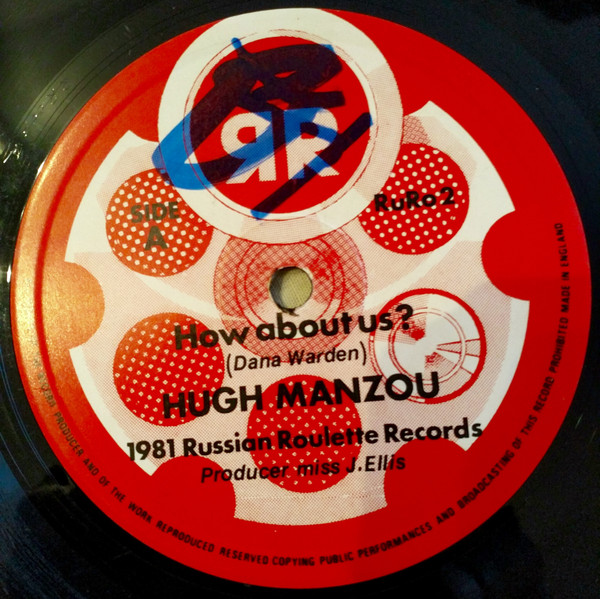 ЯR
SIDE
A
RuRo 2
How about us?
(Dana Warden)
HUGH MANZOU
1981 Russian Roulette Records
Producer miss J.Ellis
PRODUCER AND OF THE WORK REPRODUCED RESERVED COPYING PUBLIC PERFORMANCES AND BROADCASTING OF THIS RECORD PROHIBITED MADE IN ENGLAND